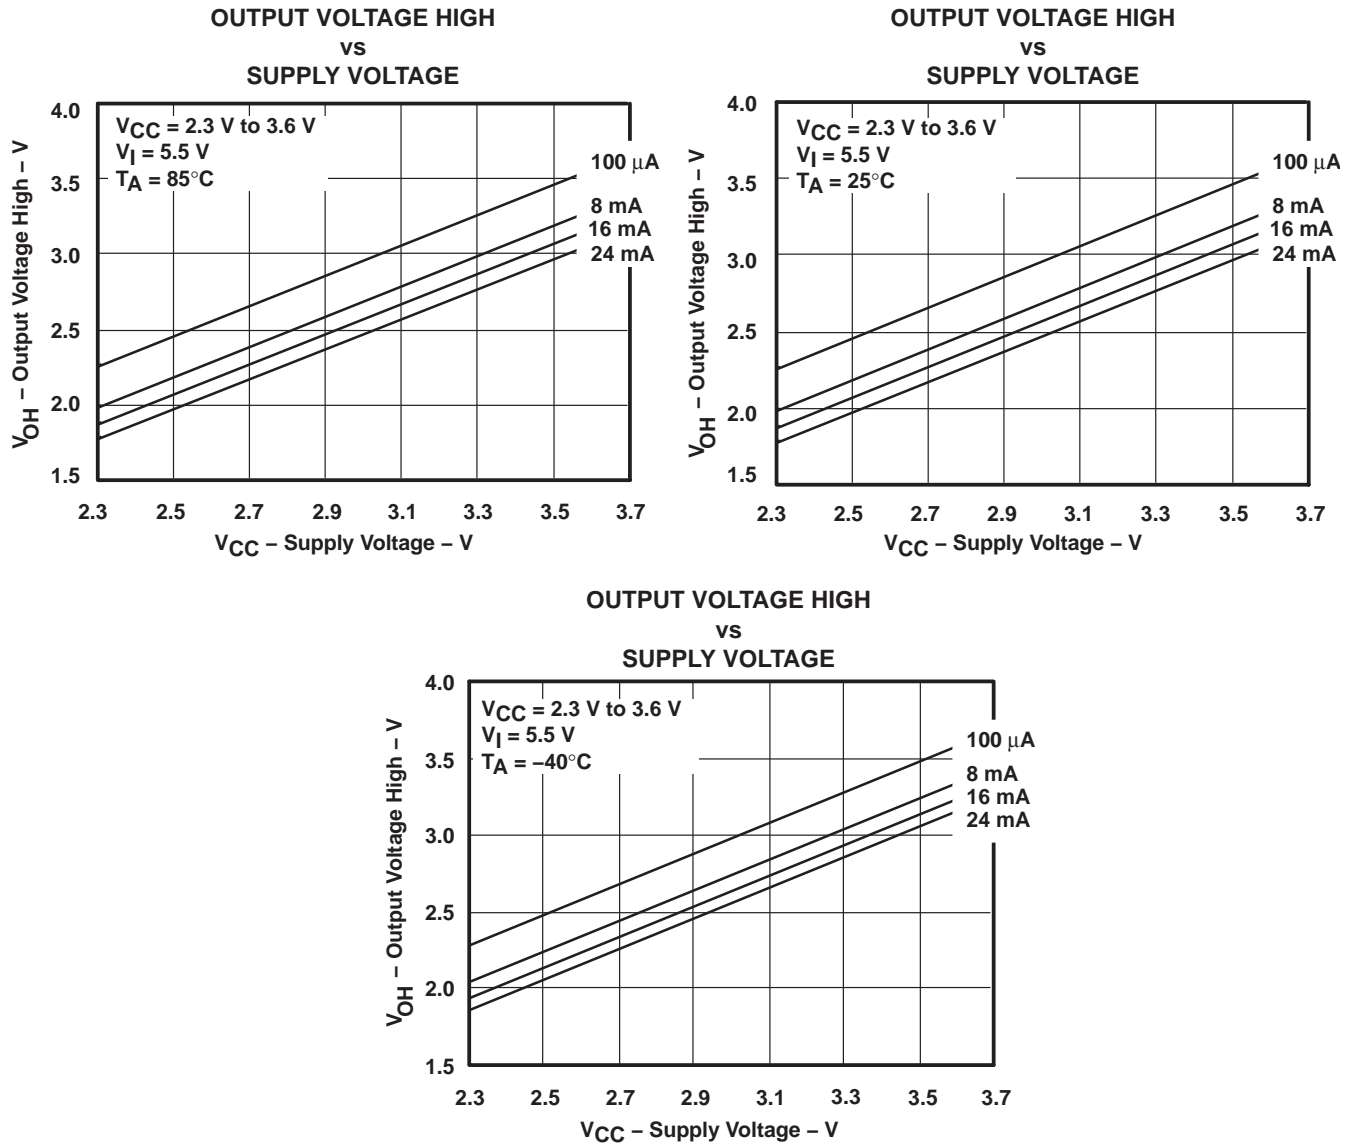 OUTPUT VOLTAGE HIGH
vs
SUPPLY VOLTAGE
4.0
3.5
3.0
2.5
2.0
1.5
VOH – Output Voltage High – V
VCC = 2.3 V to 3.6 V
VI = 5.5 V
TA = 85°C
100 μA
8 mA
16 mA
24 mA
2.3 2.5 2.7 2.9 3.1 3.3 3.5 3.7
VCC – Supply Voltage – V
OUTPUT VOLTAGE HIGH
vs
SUPPLY VOLTAGE
4.0
3.5
3.0
2.5
2.0
1.5
VOH – Output Voltage High – V
VCC = 2.3 V to 3.6 V
VI = 5.5 V
TA = 25°C
100 μA
8 mA
16 mA
24 mA
2.3 2.5 2.7 2.9 3.1 3.3 3.5 3.7
VCC – Supply Voltage – V
OUTPUT VOLTAGE HIGH
vs
SUPPLY VOLTAGE
4.0
3.5
3.0
2.5
2.0
1.5
VOH – Output Voltage High – V
VCC = 2.3 V to 3.6 V
VI = 5.5 V
TA = –40°C
100 μA
8 mA
16 mA
24 mA
2.3 2.5 2.7 2.9 3.1 3.3 3.5 3.7
VCC – Supply Voltage – V